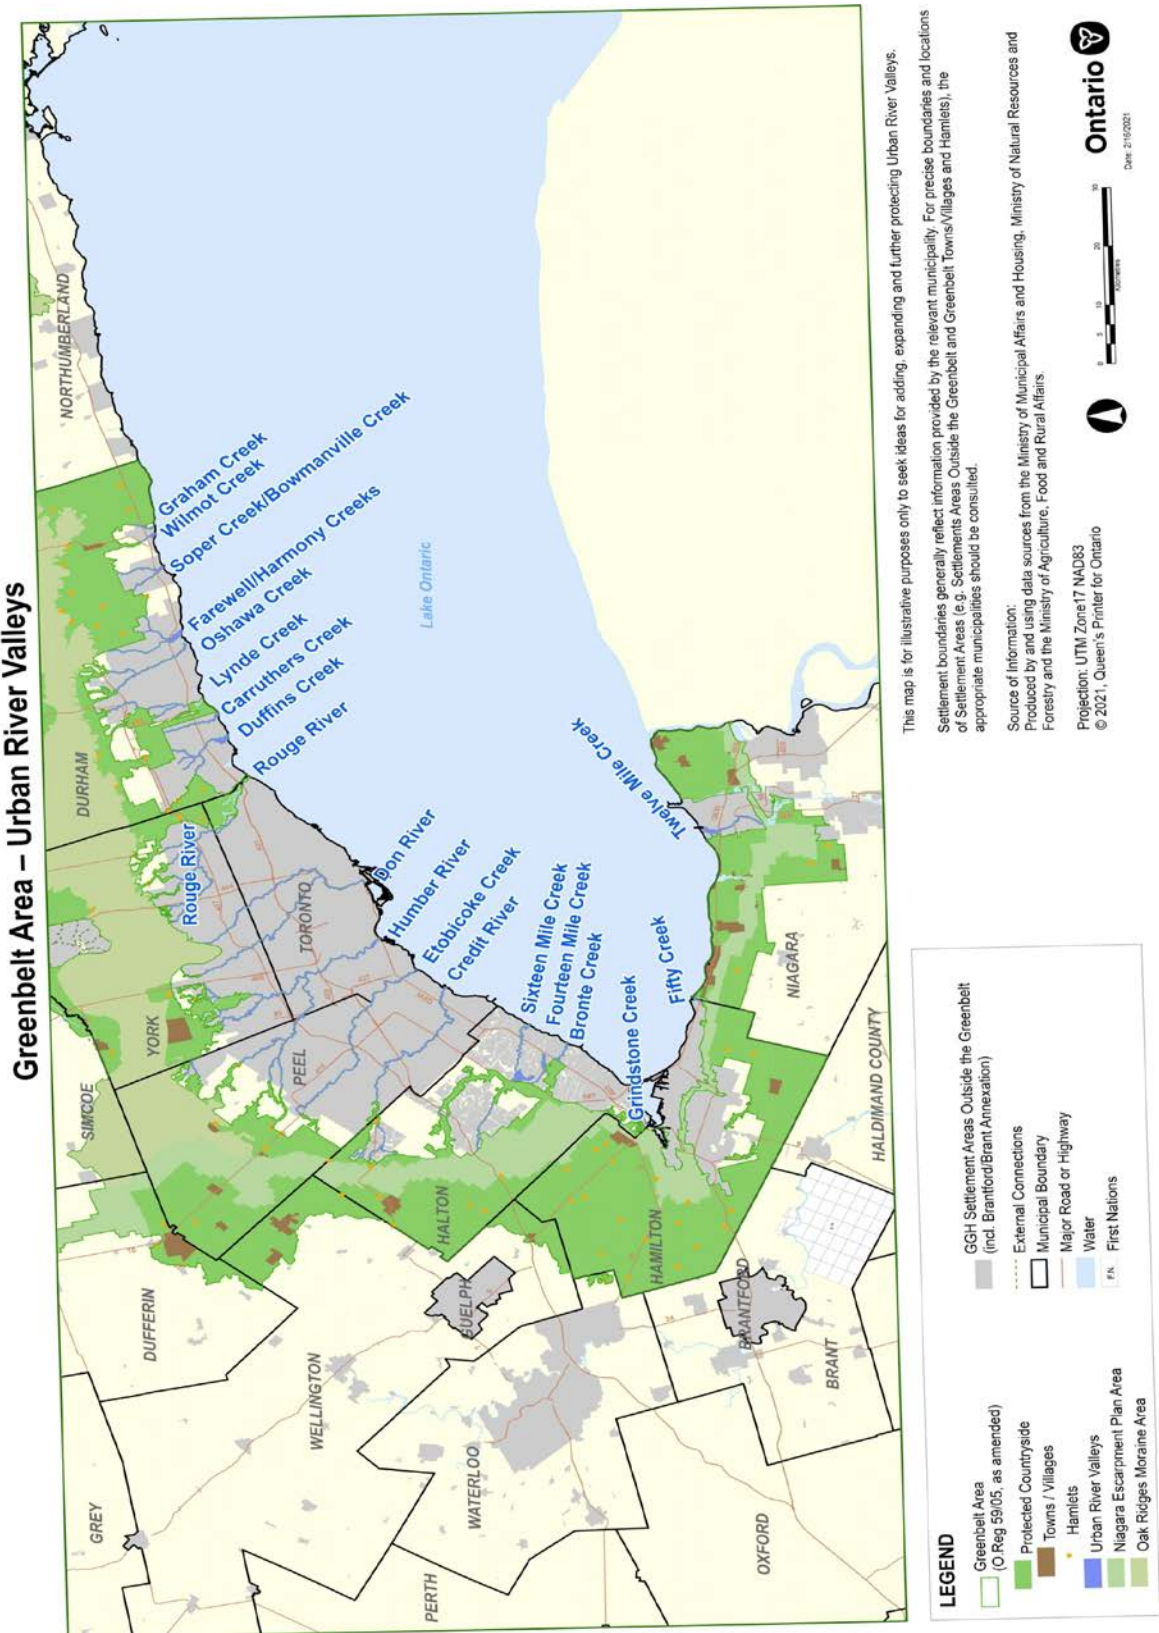 Greenbelt Area – Urban River Valleys
GREY
DUFFERIN
SIMCOE
YORK
DURHAM
NORTHUMBERLAND
WELLINGTON
PEEL
TORONTO
Rouge River
Graham Creek
Wilmot Creek
Soper Creek/Bowmanville Creek
Farewell/Harmony Creeks
Oshawa Creek
Lynde Creek
Carruthers Creek
Duffins Creek
Rouge River
Don River
Humber River
Etobicoke Creek
Credit River
Sixteen Mile Creek
Fourteen Mile Creek
Bronte Creek
Grindstone Creek
Fifty Creek
Twelve Mile Creek
Lake Ontario
PERTH
WATERLOO
GUELPH
HALTON
HAMILTON
OXFORD
BRANT
BRANTFORD
HALDIMAND COUNTY
NIAGARA
LEGEND
Greenbelt Area
(O.Reg 59/05, as amended)
Protected Countryside
Towns / Villages
Hamlets
Urban River Valleys
Niagara Escarpment Plan Area
Oak Ridges Moraine Area
GGH Settlement Areas Outside the Greenbelt
(incl. Brantford/Brant Annexation)
External Connections
Municipal Boundary
Major Road or Highway
Water
F.N. First Nations
This map is for illustrative purposes only to seek ideas for adding, expanding and further protecting Urban River Valleys.
Settlement boundaries generally reflect information provided by the relevant municipality. For precise boundaries and locations
of Settlement Areas (e.g. Settlements Areas Outside the Greenbelt and Greenbelt Towns/Villages and Hamlets), the
appropriate municipalities should be consulted.
Source of Information:
Produced by and using data sources from the Ministry of Municipal Affairs and Housing, Ministry of Natural Resources and
Forestry and the Ministry of Agriculture, Food and Rural Affairs.
Projection: UTM Zone17 NAD83
© 2021, Queen's Printer for Ontario
0 5 10 20 30
Kilometres
Ontario
Date: 2/16/2021